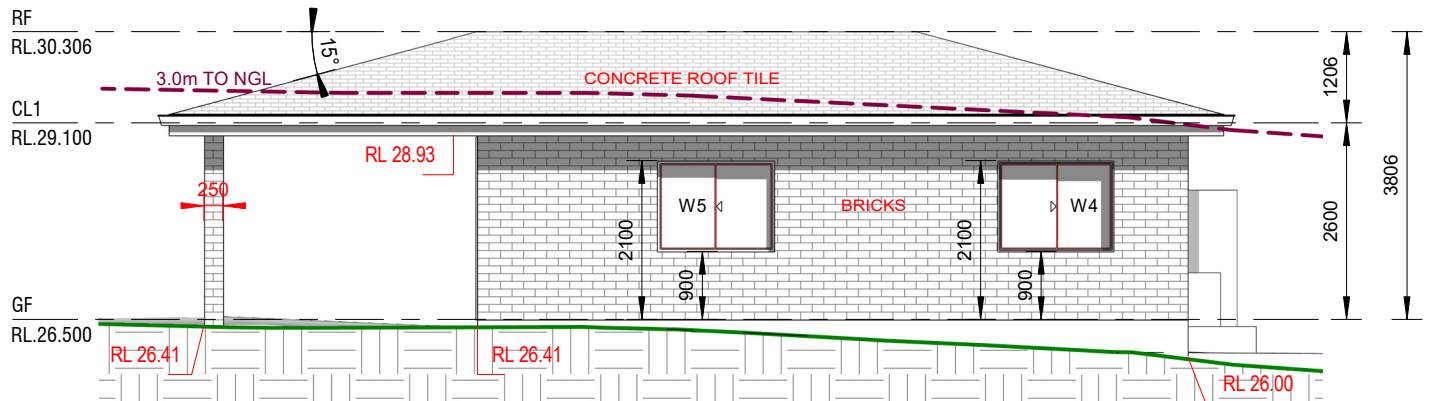 RF
RL.30.306
15°
3.0m TO NGL
CONCRETE ROOF TILE
1206
CL1
RL.29.100
RL 28.93
3806
250
2100
W5
BRICKS
2100
W4
2600
900
900
GF
RL.26.500
RL 26.41
RL 26.41
RL 26.00